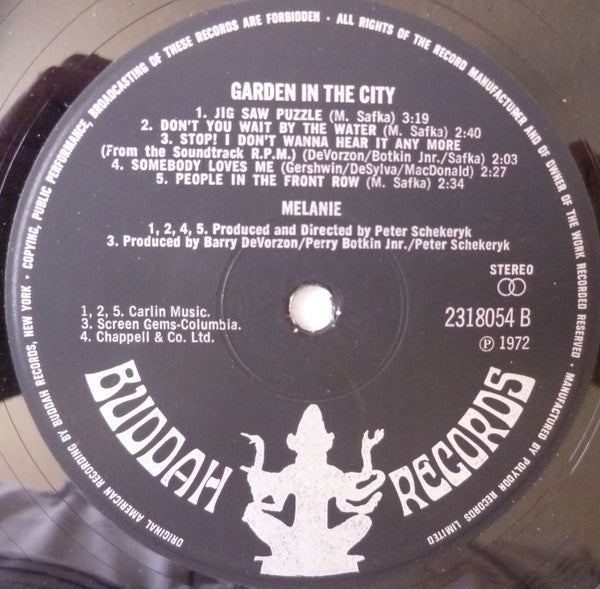 ORIGINAL AMERICAN RECORDING BY BUDDAH RECORDS, NEW YORK • COPYING, PUBLIC PERFORMANCE, BROADCASTING OF THESE RECORDS ARE FORBIDDEN • ALL RIGHTS OF THE RECORD MANUFACTURER AND OF OWNER OF THE WORK RECORDED RESERVED • MANUFACTURED BY POLYDOR RECORDS LIMITED
GARDEN IN THE CITY
1. JIG SAW PUZZLE (M. Safka) 3:19
2. DON'T YOU WAIT BY THE WATER (M. Safka) 2:40
3. STOP! I DON'T WANNA HEAR IT ANY MORE
(From the Soundtrack R.P.M.) (DeVorzon/Botkin Jnr./Safka) 2:03
4. SOMEBODY LOVES ME (Gershwin/DeSylva/MacDonald) 2:27
5. PEOPLE IN THE FRONT ROW (M. Safka) 2:34
MELANIE
1, 2, 4, 5. Produced and Directed by Peter Schekeryk
3. Produced by Barry DeVorzon/Perry Botkin Jnr./Peter Schekeryk
STEREO
1, 2, 5. Carlin Music.
3. Screen Gems-Columbia.
4. Chappell & Co. Ltd.
2318054 B
℗ 1972
BUDDAH RECORDS